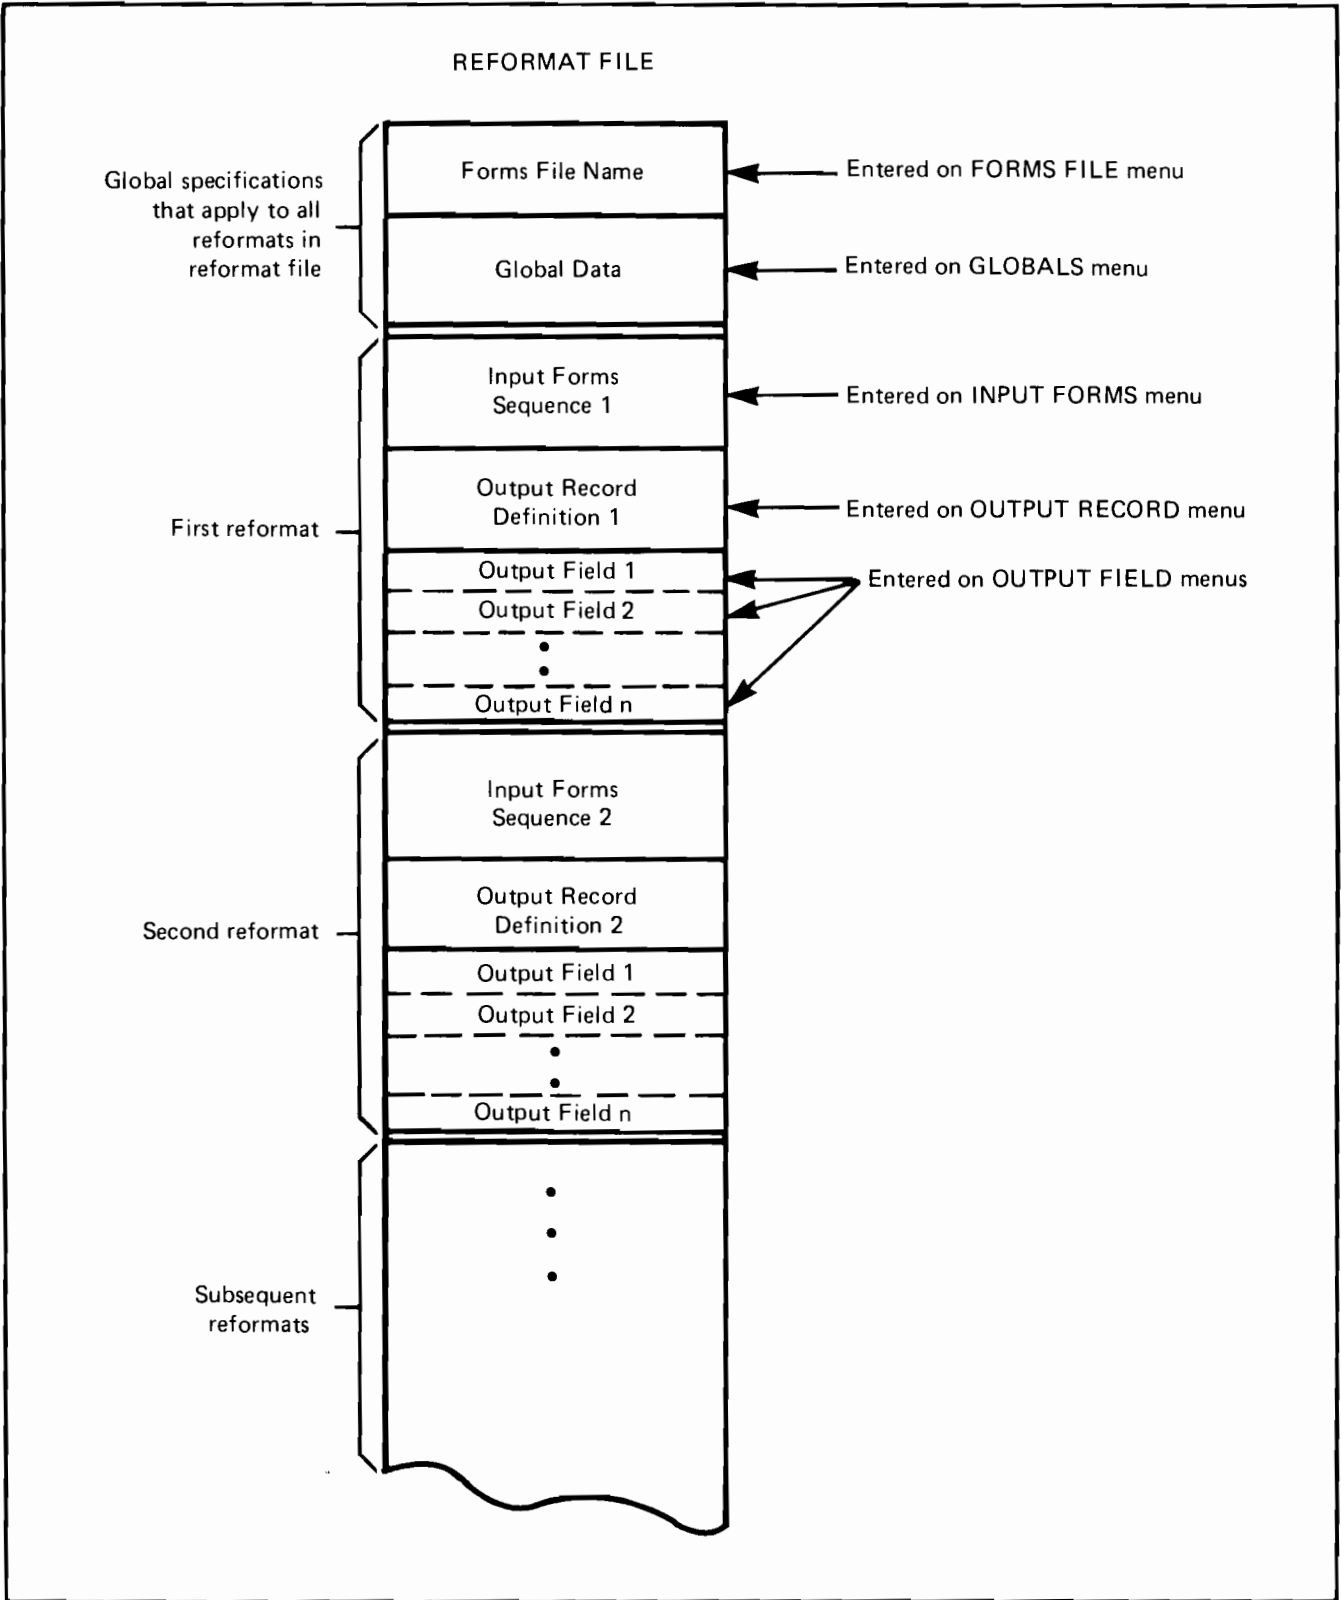 REFORMAT FILE
Global specifications
that apply to all
reformats in
reformat file
Forms File Name
Entered on FORMS FILE menu
Global Data
Entered on GLOBALS menu
First reformat
Input Forms
Sequence 1
Entered on INPUT FORMS menu
Output Record
Definition 1
Entered on OUTPUT RECORD menu
Output Field 1
Output Field 2
Output Field n
Entered on OUTPUT FIELD menus
Second reformat
Input Forms
Sequence 2
Output Record
Definition 2
Output Field 1
Output Field 2
Output Field n
Subsequent
reformats